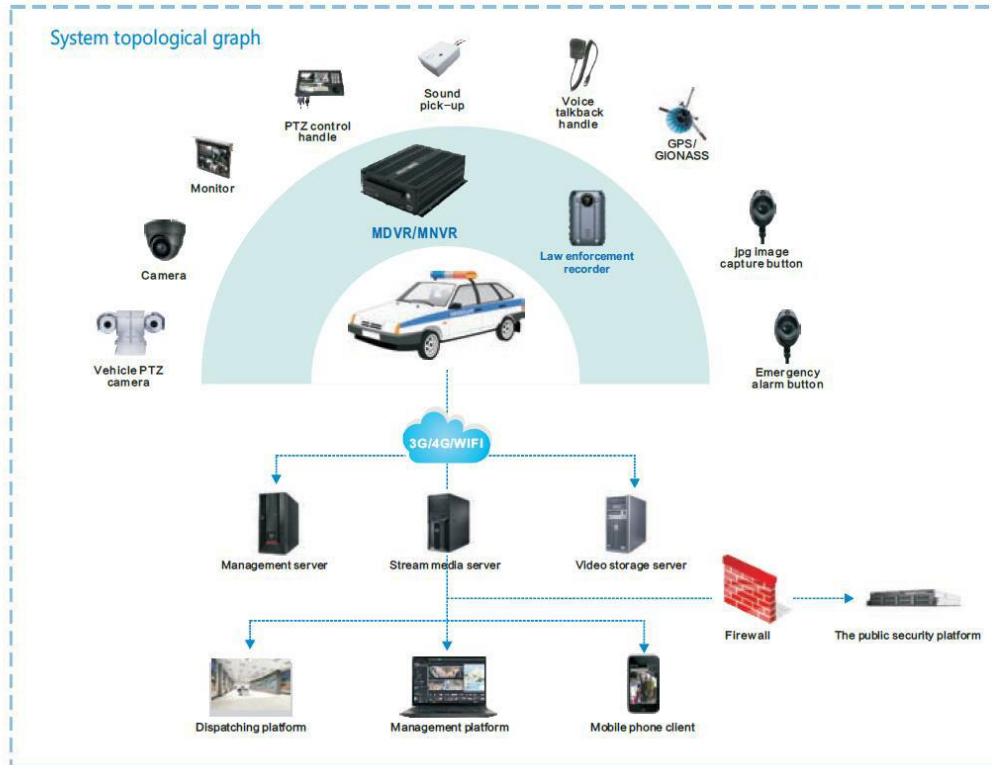 System topological graph
Sound
pick-up
Voice
talkback
handle
PTZ control
handle
GPS/
GIONASS
Monitor
MDVR/MNVR
Law enforcement
recorder
jpg image
capture button
Camera
Vehicle PTZ
camera
Emergency
alarm button
3G/4G/WIFI
Management server
Stream media server
Video storage server
Firewall
The public security platform
Dispatching platform
Management platform
Mobile phone client